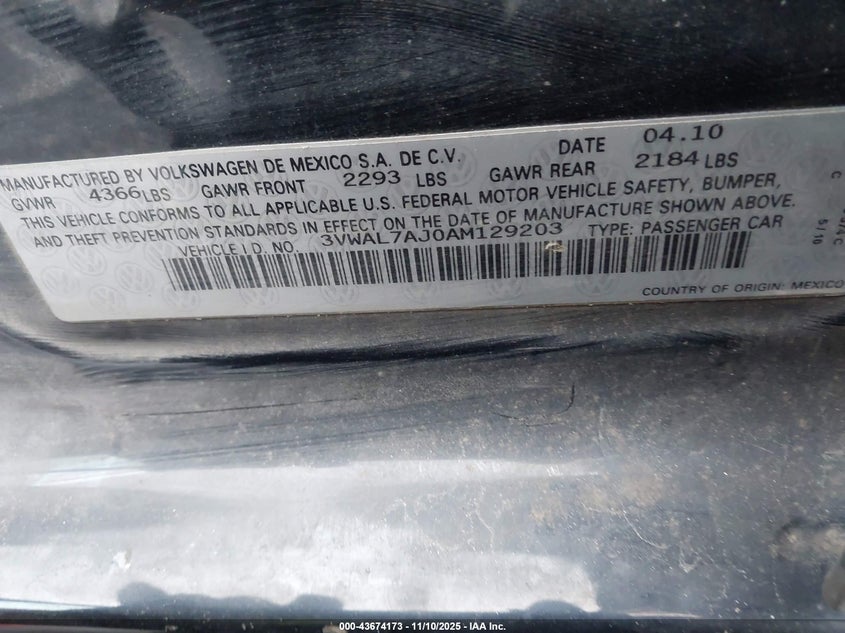 MANUFACTURED BY VOLKSWAGEN DE MEXICO S.A. DE C.V. DATE 04.10
GVWR 4366LBS GAWR FRONT 2293 LBS GAWR REAR 2184LBS
THIS VEHICLE CONFORMS TO ALL APPLICABLE U.S. FEDERAL MOTOR VEHICLE SAFETY, BUMPER,
AND THEFT PREVENTION STANDARDS IN EFFECT ON THE DATE OF MANUFACTURE SHOWN ABOVE.
VEHICLE I.D. NO. 3VWAL7AJ0AM129203 TYPE: PASSENGER CAR
COUNTRY OF ORIGIN: MEXICO
5/10
000-43674173 - 11/10/2025 - IAA Inc.